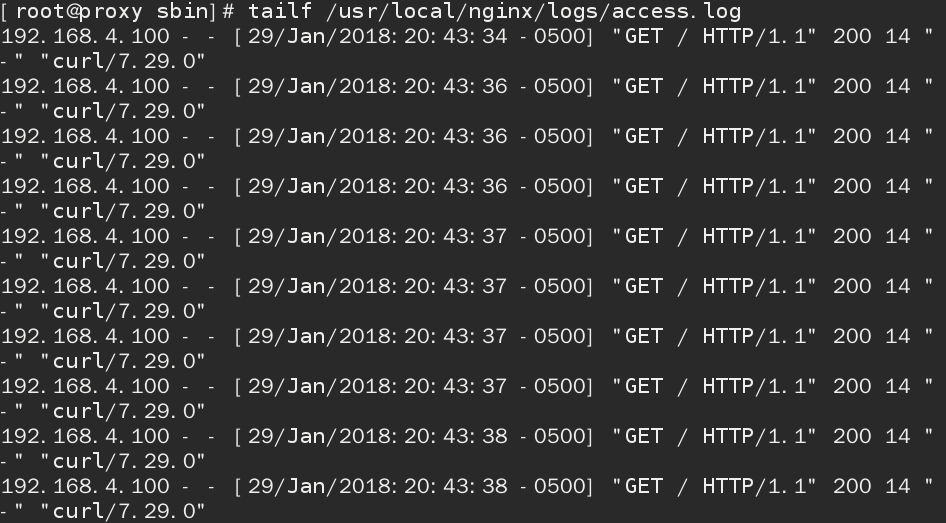 [root@proxy sbin]# tailf /usr/local/nginx/logs/access.log
192.168.4.100 - - [29/Jan/2018:20:43:34 -0500] "GET / HTTP/1.1" 200 14 "
-" "curl/7.29.0"
192.168.4.100 - - [29/Jan/2018:20:43:36 -0500] "GET / HTTP/1.1" 200 14 "
-" "curl/7.29.0"
192.168.4.100 - - [29/Jan/2018:20:43:36 -0500] "GET / HTTP/1.1" 200 14 "
-" "curl/7.29.0"
192.168.4.100 - - [29/Jan/2018:20:43:36 -0500] "GET / HTTP/1.1" 200 14 "
-" "curl/7.29.0"
192.168.4.100 - - [29/Jan/2018:20:43:37 -0500] "GET / HTTP/1.1" 200 14 "
-" "curl/7.29.0"
192.168.4.100 - - [29/Jan/2018:20:43:37 -0500] "GET / HTTP/1.1" 200 14 "
-" "curl/7.29.0"
192.168.4.100 - - [29/Jan/2018:20:43:37 -0500] "GET / HTTP/1.1" 200 14 "
-" "curl/7.29.0"
192.168.4.100 - - [29/Jan/2018:20:43:37 -0500] "GET / HTTP/1.1" 200 14 "
-" "curl/7.29.0"
192.168.4.100 - - [29/Jan/2018:20:43:38 -0500] "GET / HTTP/1.1" 200 14 "
-" "curl/7.29.0"
192.168.4.100 - - [29/Jan/2018:20:43:38 -0500] "GET / HTTP/1.1" 200 14 "
-" "curl/7.29.0"